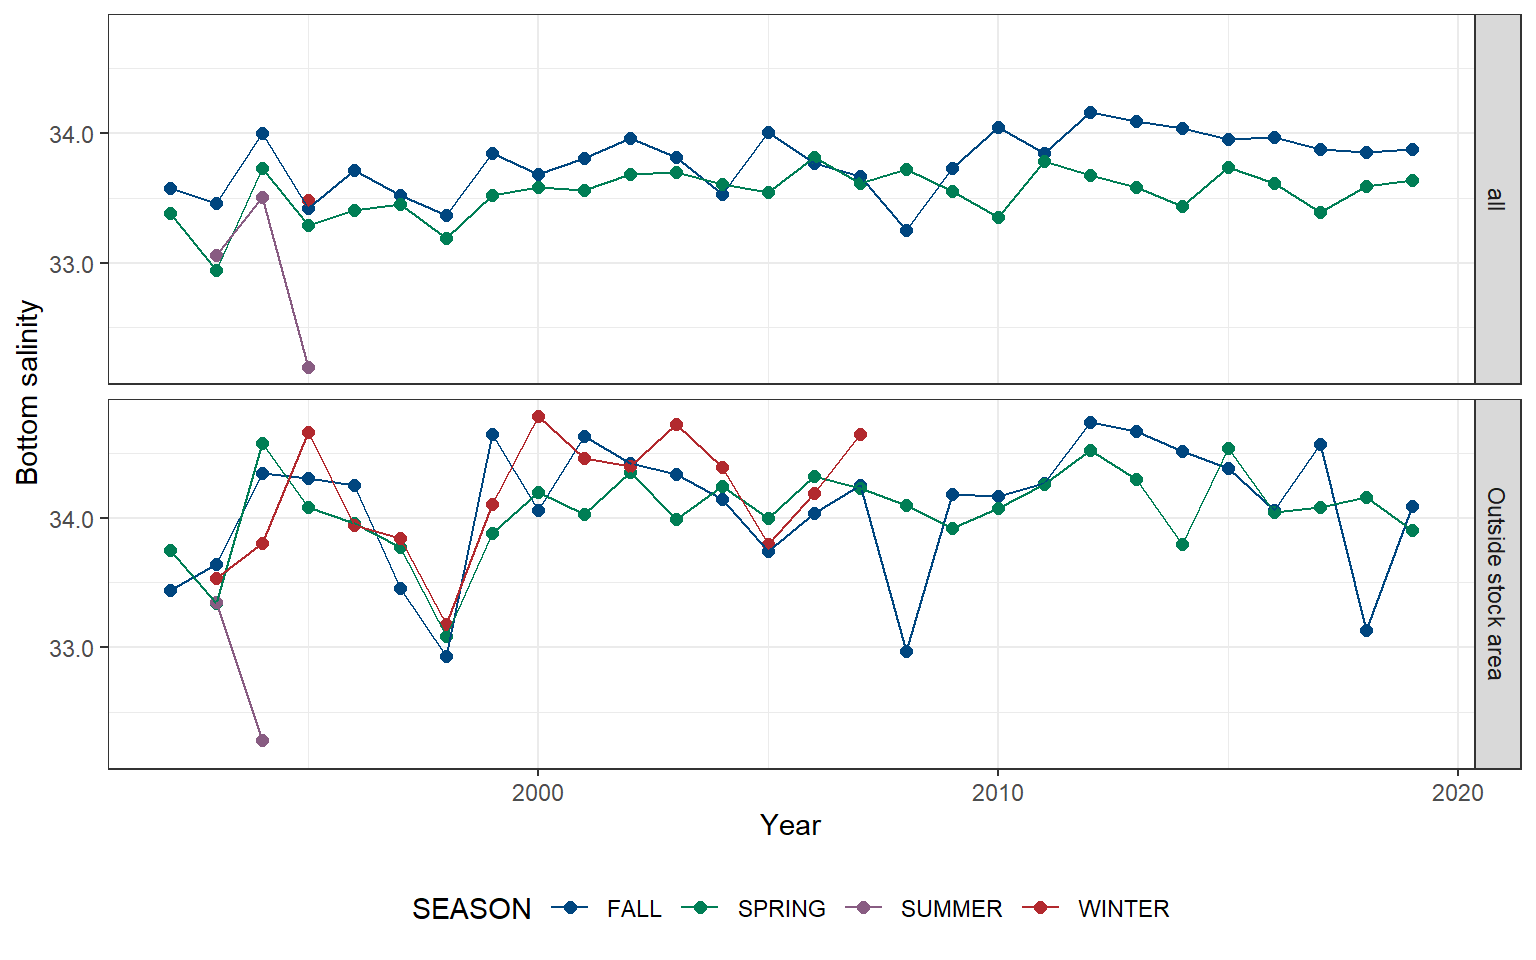 34.0
33.0
all
Bottom salinity
34.0
33.0
Outside stock area
2000 2010 2020
Year
SEASON FALL SPRING SUMMER WINTER